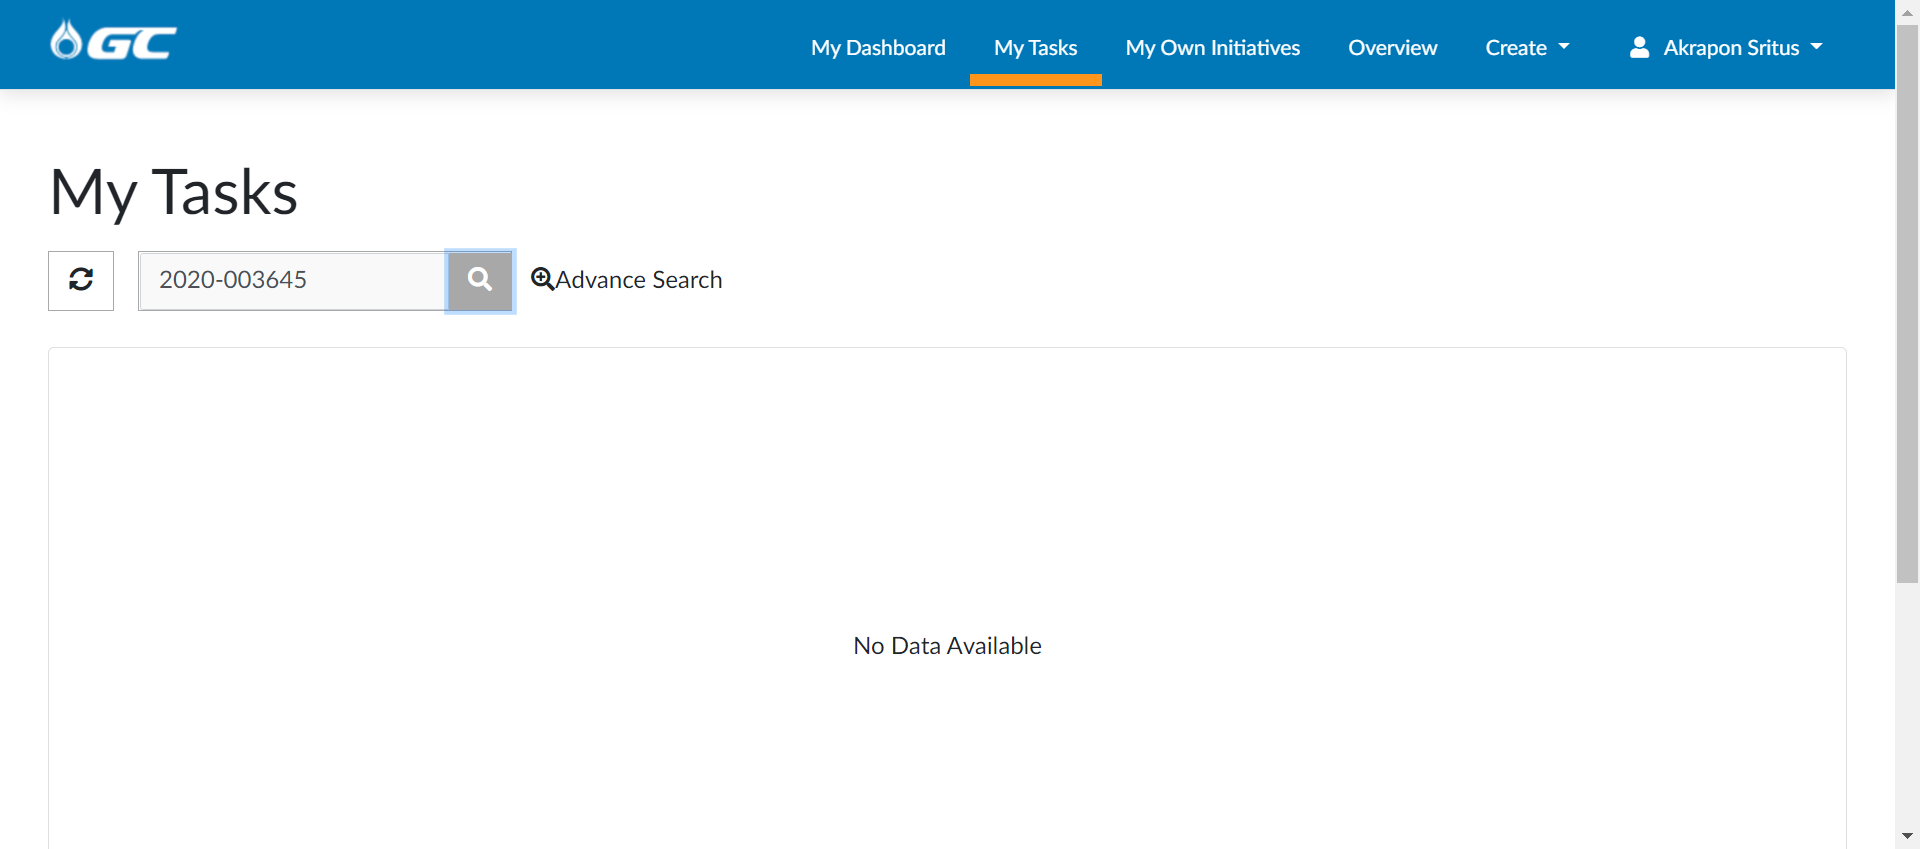 GC
My Dashboard
My Tasks
My Own Initiatives
Overview
Create
Akrapon Sritus
My Tasks
2020-003645
Advance Search
No Data Available